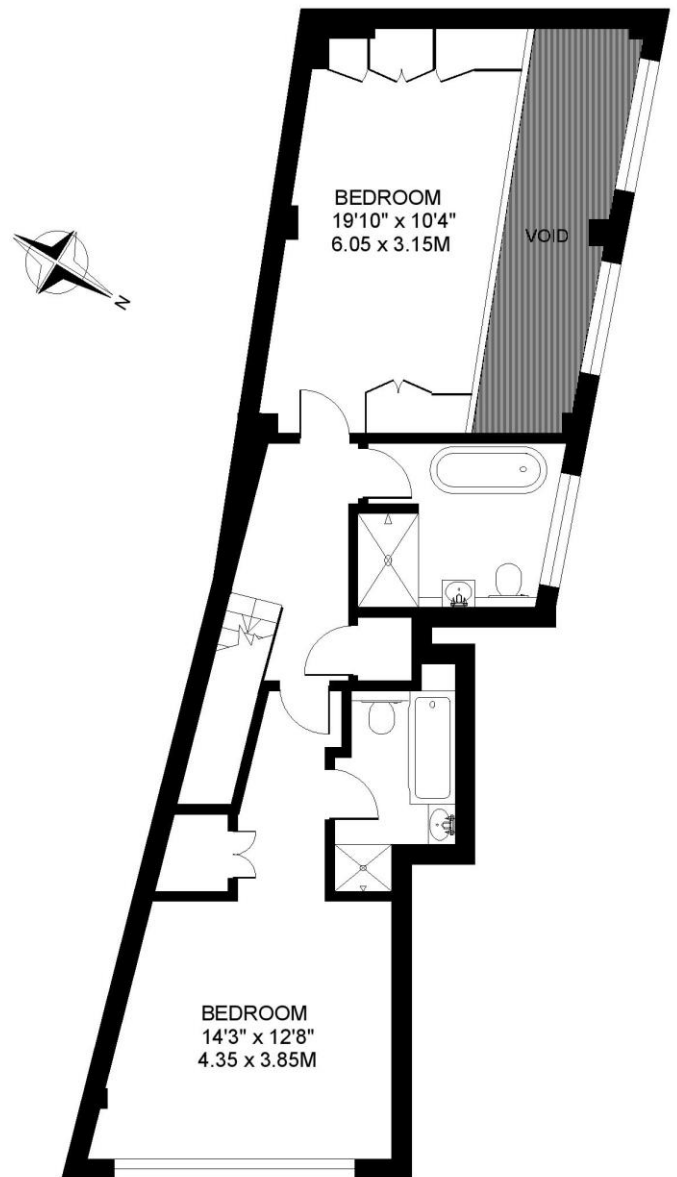 BEDROOM
19'10" x 10'4"
6.05 x 3.15M
VOID
N
BEDROOM
14'3" x 12'8"
4.35 x 3.85M